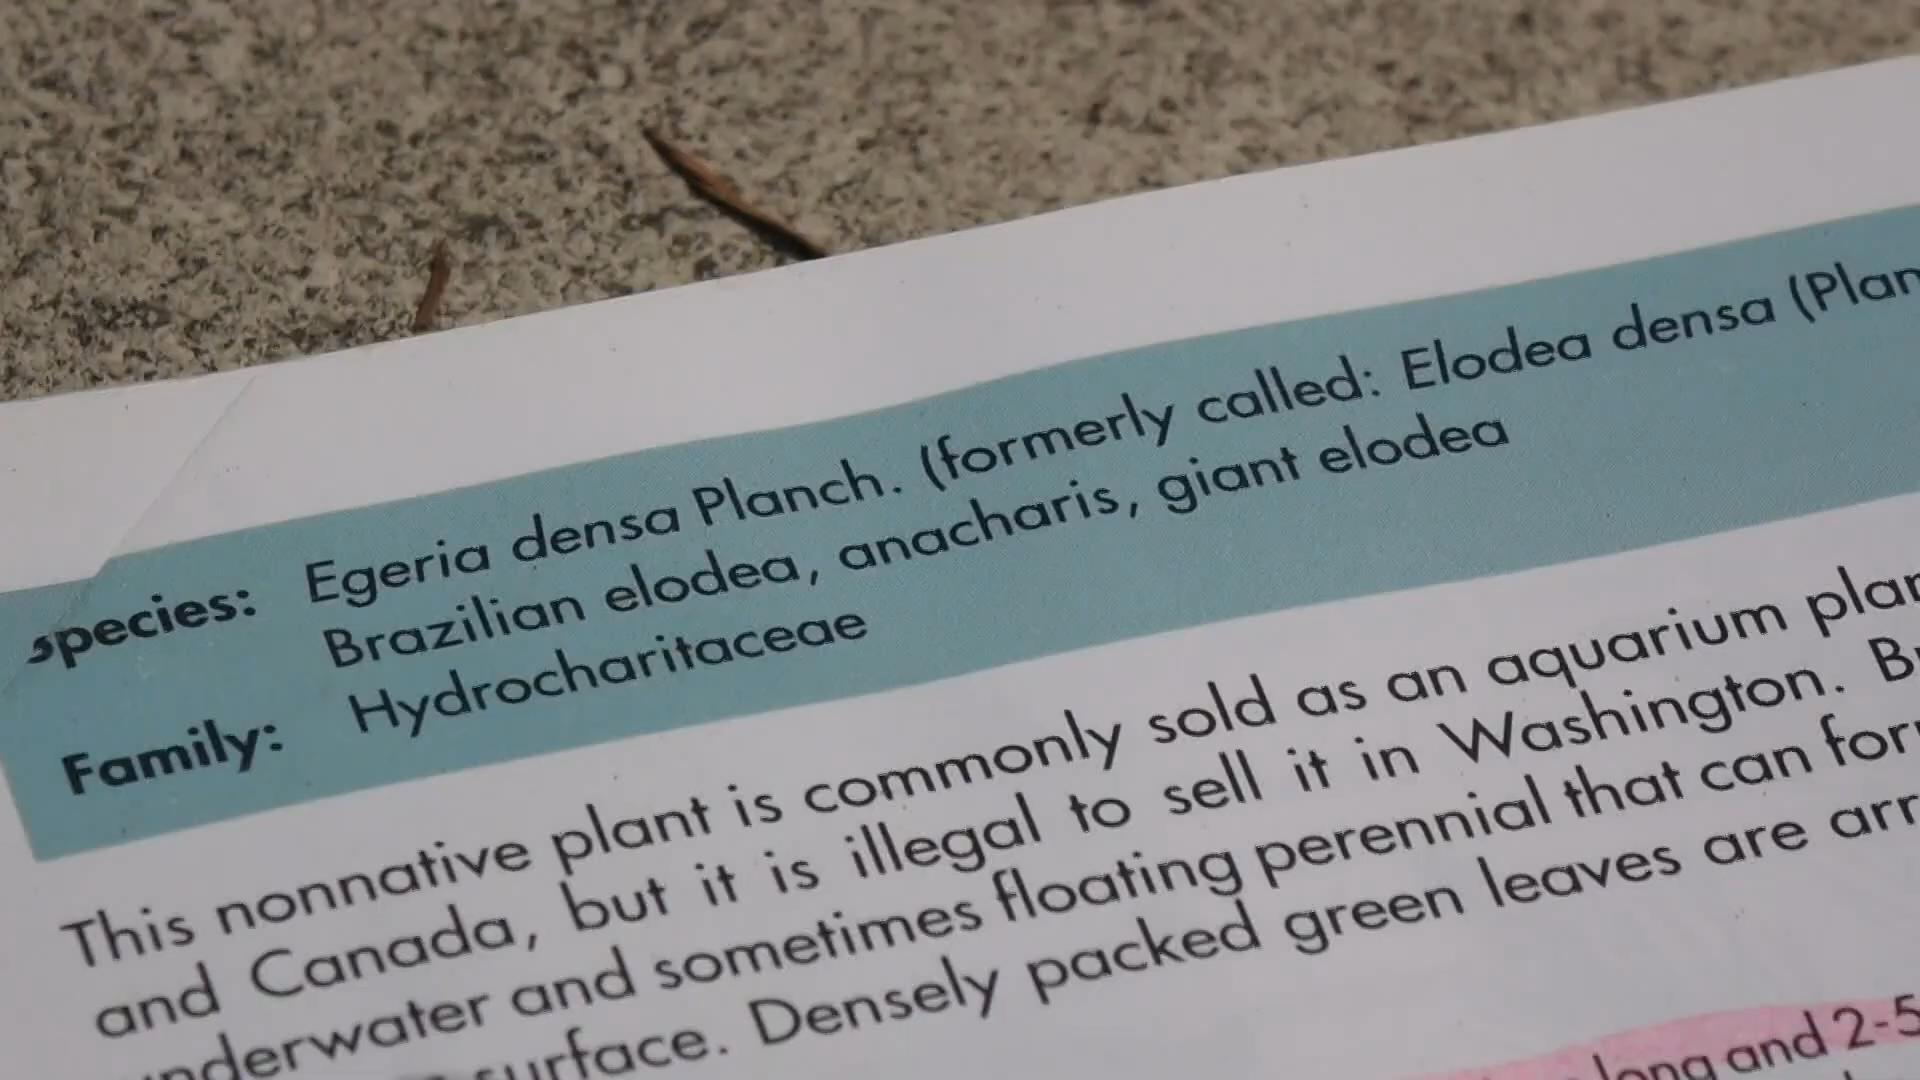 species: Egeria densa Planch. (formerly called: Elodea densa (Plan
Brazilian elodea, anacharis, giant elodea
Family: Hydrocharitaceae
This nonnative plant is commonly sold as an aquarium plan
and Canada, but it is illegal to sell it in Washington. B
underwater and sometimes floating perennial that can for
surface. Densely packed green leaves are arr
long and 2-5